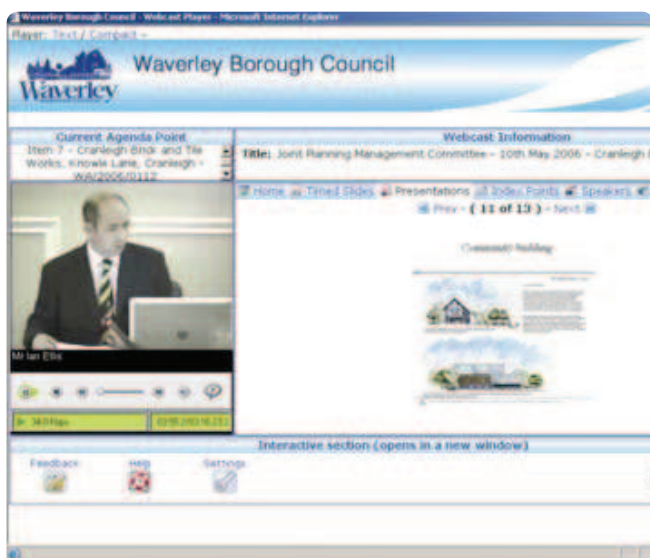 Waverley Borough Council - Webcast Player - Microsoft Internet Explorer
Player: Text / Compact -
Waverley
Waverley Borough Council
Current Agenda Point
Item 7 - Cranleigh Brick and Tile
Works, Knowle Lane, Cranleigh -
WA/2006/0112
Webcast Information
Title: Joint Planning Management Committee - 10th May 2006 - Cranleigh
Home Timed Slides Presentations Index Points Speakers
Prev - ( 11 of 13 ) - Next
Community building
Mr Ian Ellis
Interactive section (opens in a new window)
Feedback Help Settings